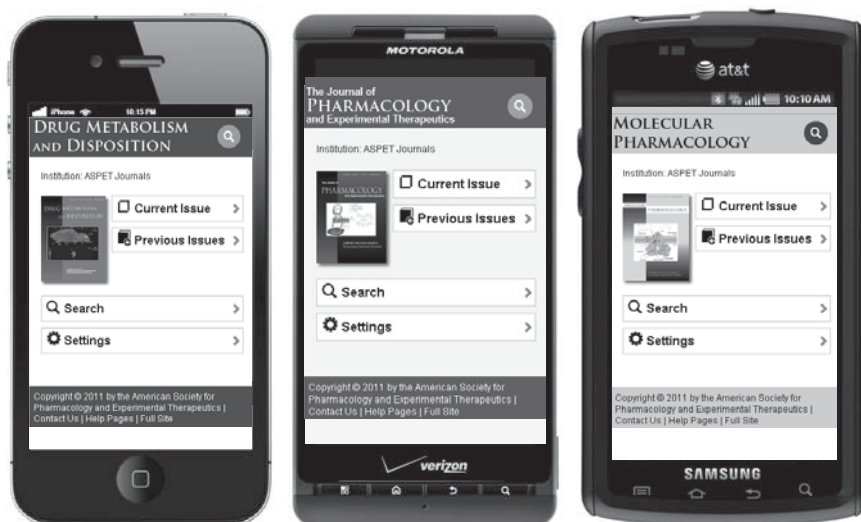 iPhone
10:15 PM
DRUG METABOLISM
AND DISPOSITION
Institution: ASPET Journals
Current Issue
Previous Issues
Search
Settings
Copyright © 2011 by the American Society for
Pharmacology and Experimental Therapeutics |
Contact Us | Help Pages | Full Site
MOTOROLA
The Journal of
PHARMACOLOGY
and Experimental Therapeutics
Institution: ASPET Journals
PHARMACOLOGY
Current Issue
Previous Issues
Search
Settings
Copyright © 2011 by the American Society for
Pharmacology and Experimental Therapeutics |
Contact Us | Help Pages | Full Site
verizon
at&t
10:10 AM
MOLECULAR
PHARMACOLOGY
Institution: ASPET Journals
PHARMACOLOGY
Current Issue
Previous Issues
Search
Settings
Copyright © 2011 by the American Society for
Pharmacology and Experimental Therapeutics |
Contact Us | Help Pages | Full Site
SAMSUNG